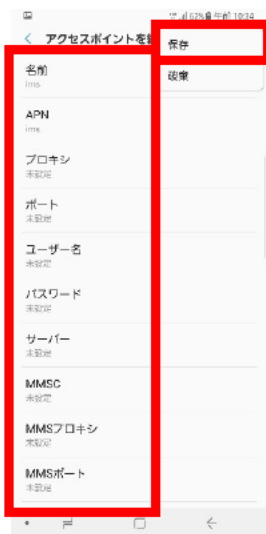 62% 午前 10:34
アクセスポイントを
保存
破棄
名前
ims
APN
ims
プロキシ
未設定
ポート
未設定
ユーザー名
未設定
パスワード
未設定
サーバー
未設定
MMSC
未設定
MMSプロキシ
未設定
MMSポート
未設定